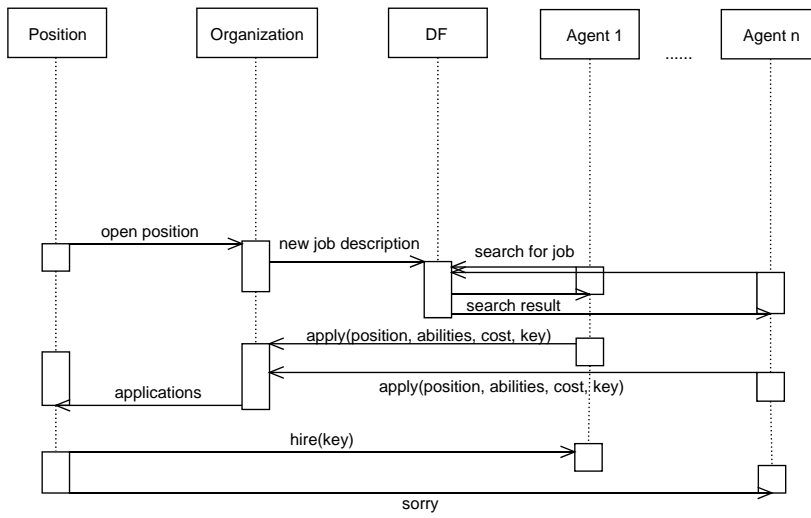 Position
Organization
DF
Agent 1
......
Agent n
open position
new job description
search for job
search result
apply(position, abilities, cost, key)
apply(position, abilities, cost, key)
applications
hire(key)
sorry